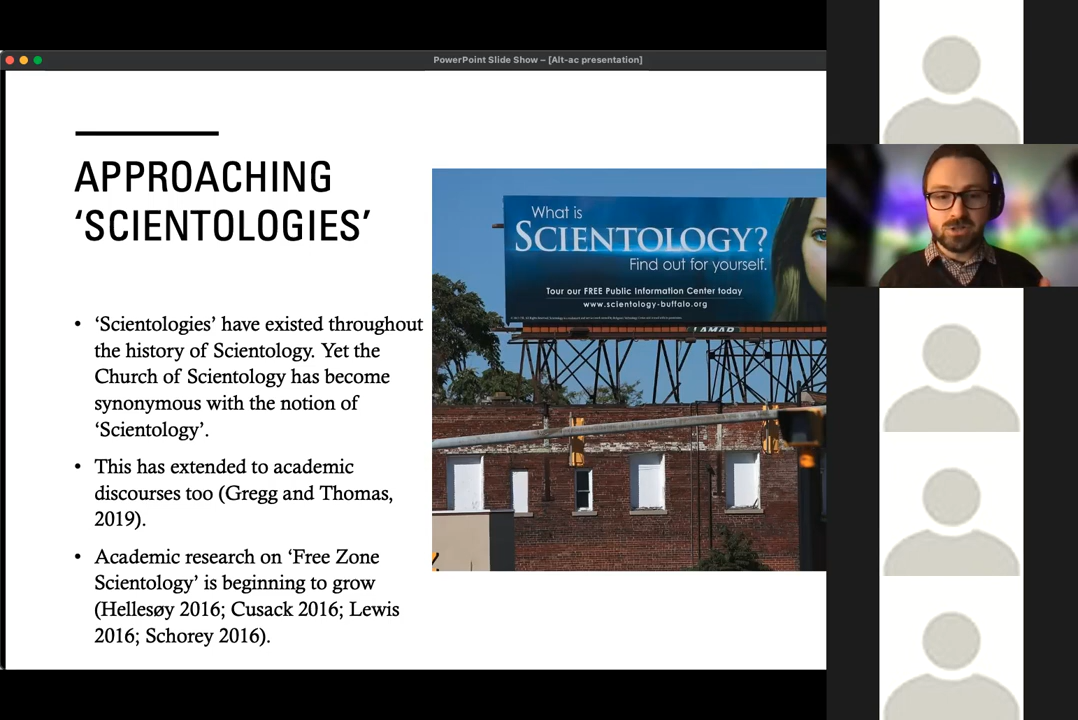 PowerPoint Slide Show – [Alt-ac presentation]
APPROACHING
‘SCIENTOLOGIES’
• ‘Scientologies’ have existed throughout
the history of Scientology. Yet the
Church of Scientology has become
synonymous with the notion of
‘Scientology’.
• This has extended to academic
discourses too (Gregg and Thomas,
2019).
• Academic research on ‘Free Zone
Scientology’ is beginning to grow
(Hellesøy 2016; Cusack 2016; Lewis
2016; Schorey 2016).
What is
SCIENTOLOGY?
Find out for yourself.
Tour our FREE Public Information Center today
www.scientology-buffalo.org
LAMAR